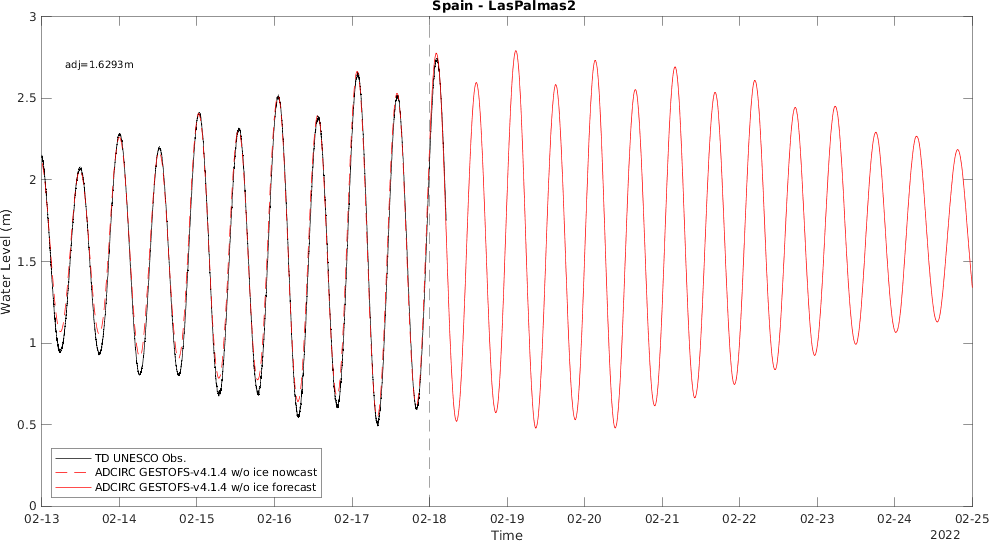 Spain - LasPalmas2
adj=1.6293m
3
2.5
2
1.5
1
0.5
0
Water Level (m)
TD UNESCO Obs.
ADCIRC GESTOFS-v4.1.4 w/o ice nowcast
ADCIRC GESTOFS-v4.1.4 w/o ice forecast
02-13 02-14 02-15 02-16 02-17 02-18 02-19 02-20 02-21 02-22 02-23 02-24 02-25
Time
2022